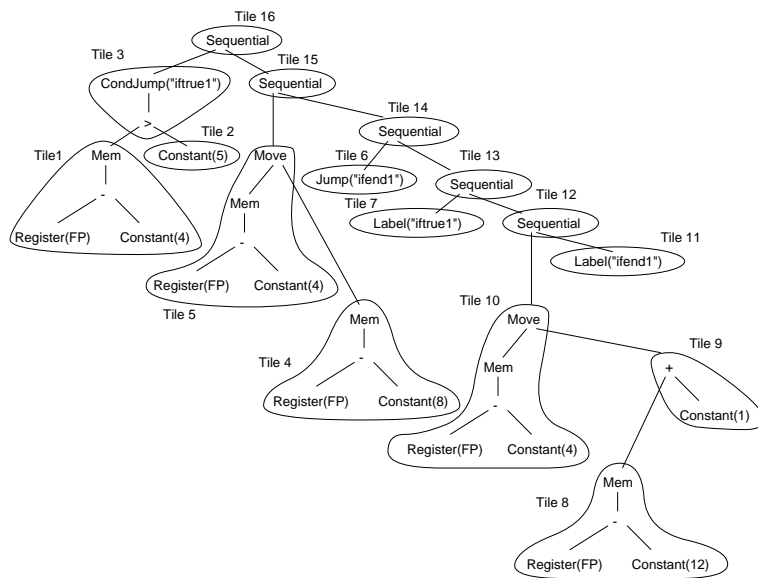 Tile 16
Sequential
Tile 3
Tile 15
CondJump("iftrue1")
Sequential
Tile 14
>
Tile 2
Sequential
Tile1
Mem
Constant(5)
Move
Tile 6
Tile 13
Jump("ifend1")
Sequential
-
Mem
Tile 7
Tile 12
Label("iftrue1")
Sequential
Register(FP)
Constant(4)
-
Tile 11
Label("ifend1")
Register(FP)
Constant(4)
Tile 5
Tile 10
Mem
Move
Tile 9
-
Tile 4
Mem
+
Register(FP)
Constant(8)
-
Constant(1)
Register(FP)
Constant(4)
Mem
Tile 8
-
Register(FP)
Constant(12)